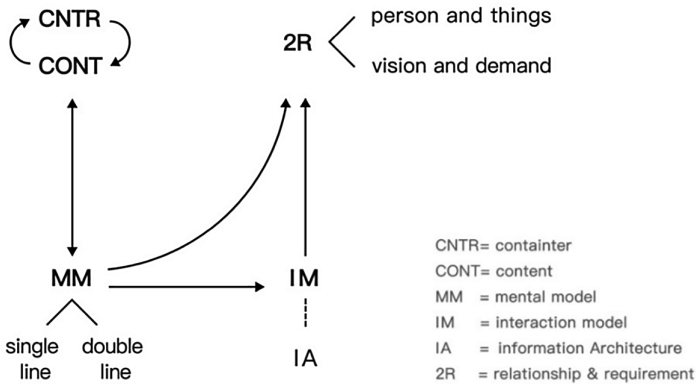 CNTR
CONT
2R
person and things
vision and demand
MM
IM
single
line
double
line
IA
CNTR= containter
CONT= content
MM = mental model
IM = interaction model
IA = information Architecture
2R = relationship & requirement